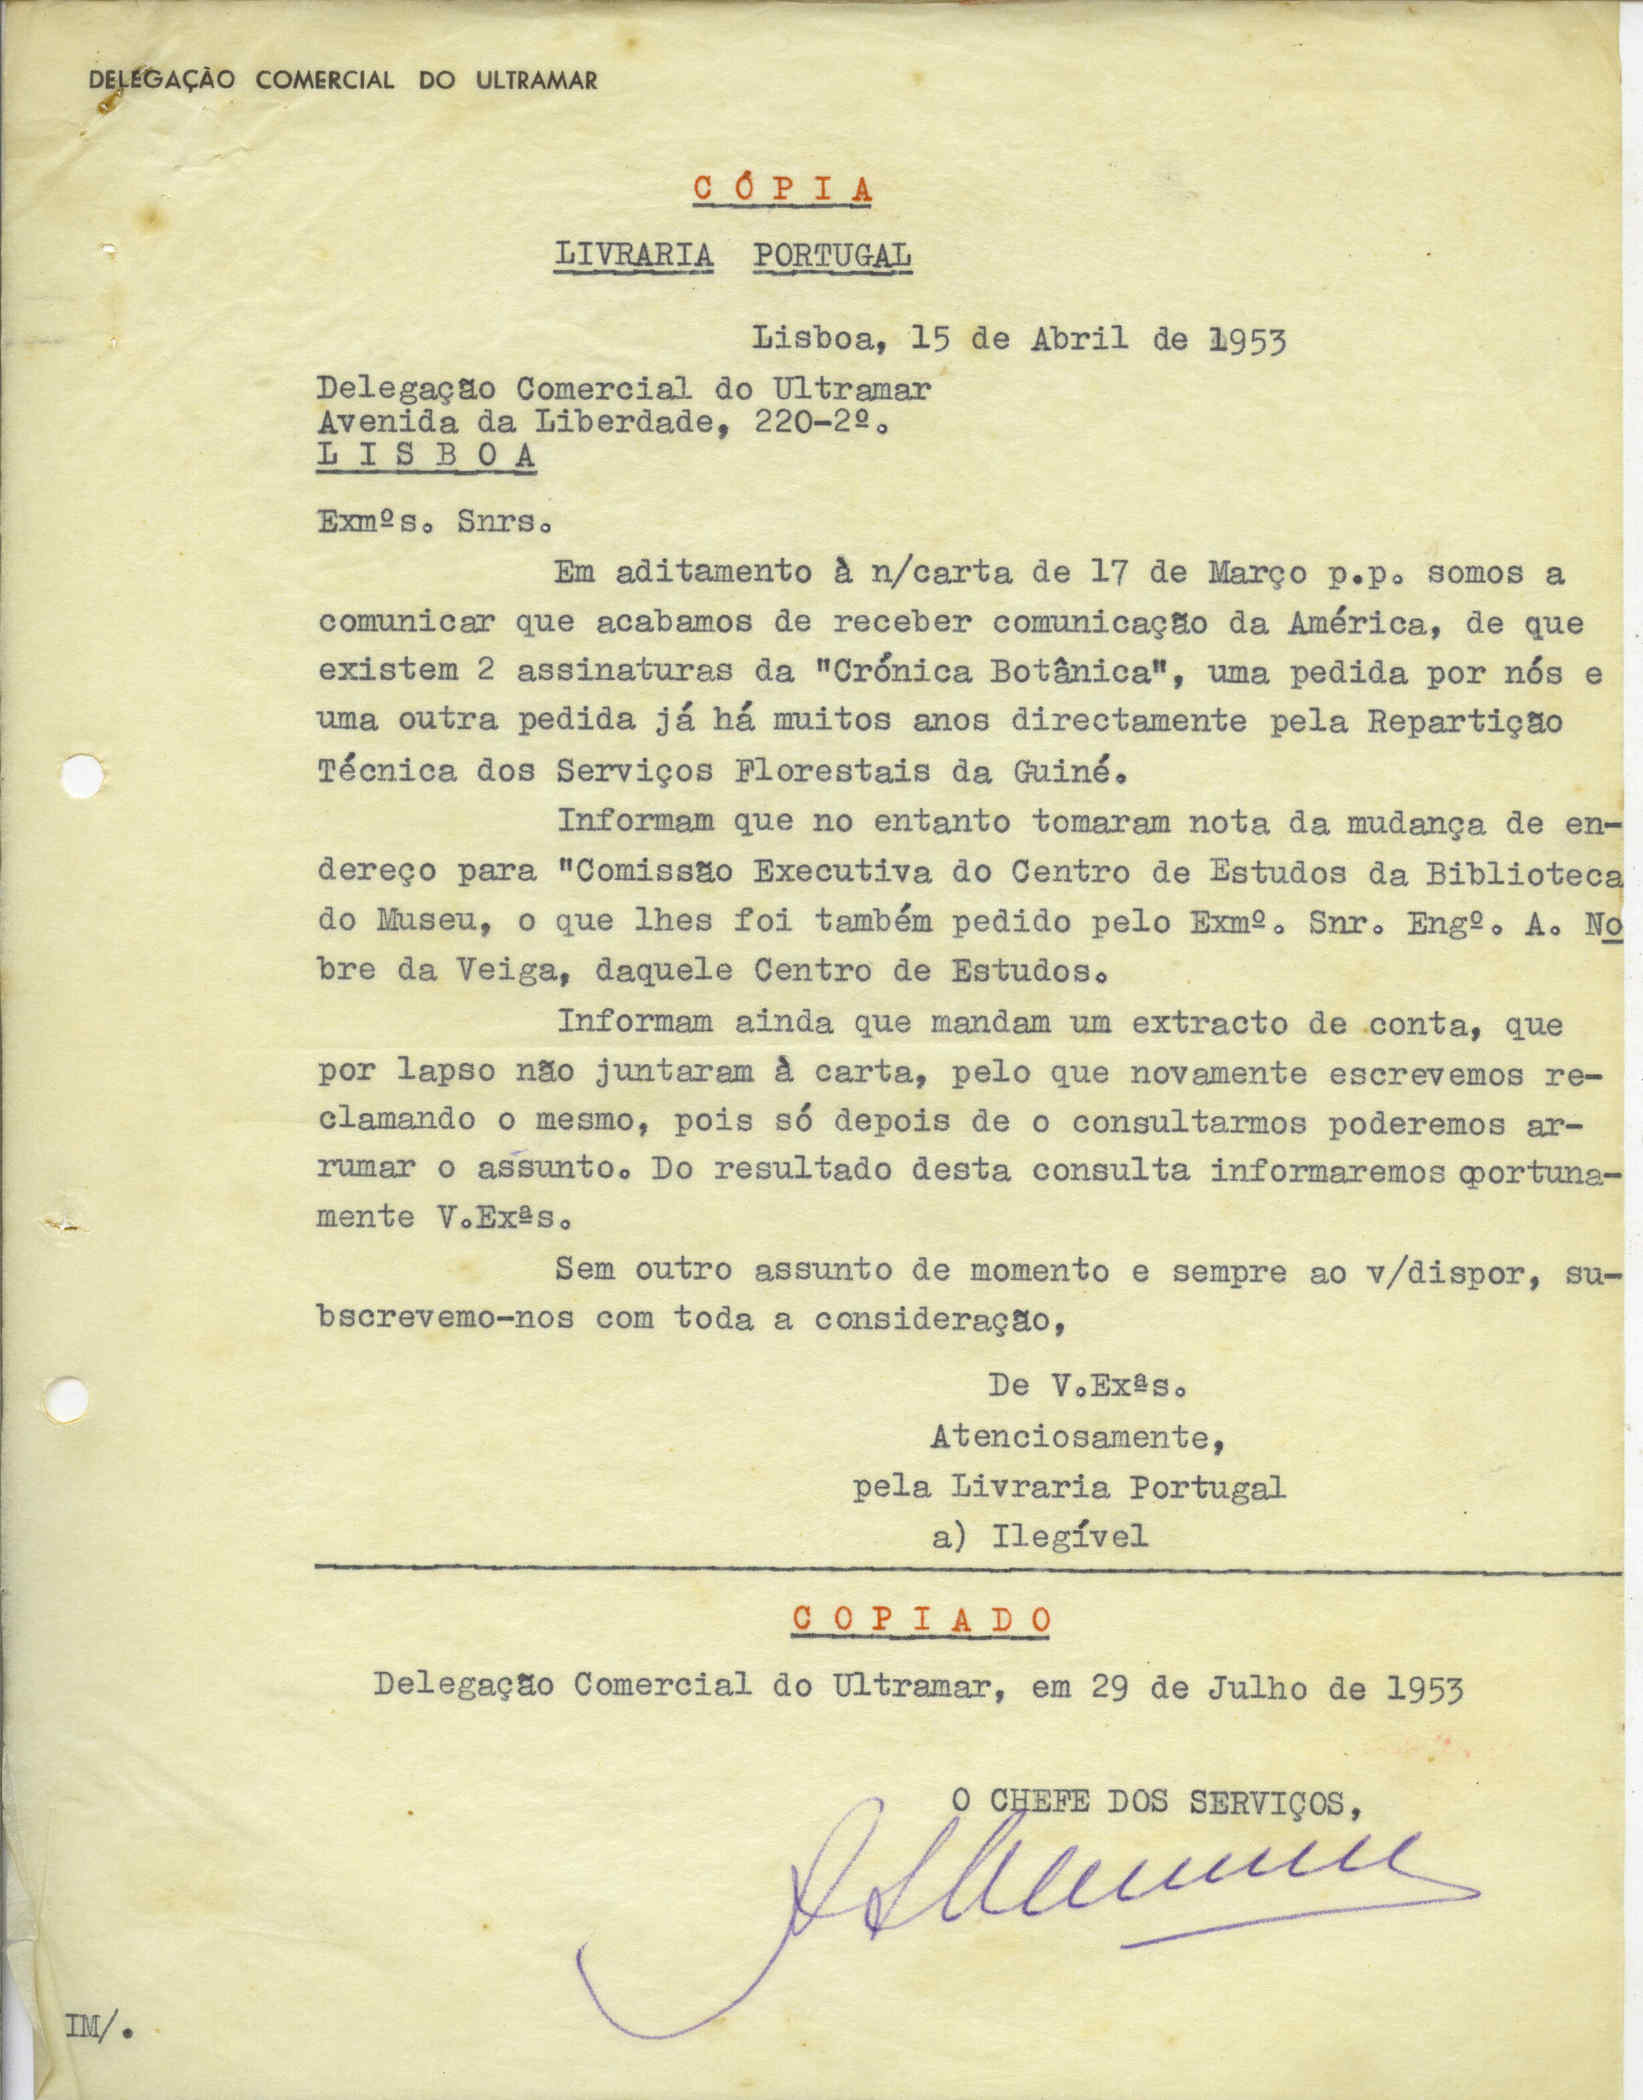 DELEGAÇÃO COMERCIAL DO ULTRAMAR
C Ó P I A
LIVRARIA PORTUGAL
Lisboa, 15 de Abril de 1953
Delegação Comercial do Ultramar
Avenida da Liberdade, 220-2º.
L I S B O A
Exmºs. Snrs.
Em aditamento à n/carta de 17 de Março p.p. somos a
comunicar que acabamos de receber comunicação da América, de que
existem 2 assinaturas da "Crónica Botânica", uma pedida por nós e
uma outra pedida já há muitos anos directamente pela Repartição
Técnica dos Serviços Florestais da Guiné.
Informam que no entanto tomaram nota da mudança de en-
dereço para "Comissão Executiva do Centro de Estudos da Biblioteca
do Museu, o que lhes foi também pedido pelo Exmº. Snr. Engº. A. No
bre da Veiga, daquele Centro de Estudos.
Informam ainda que mandam um extracto de conta, que
por lapso não juntaram à carta, pelo que novamente escrevemos re-
clamando o mesmo, pois só depois de o consultarmos poderemos ar-
rumar o assunto. Do resultado desta consulta informaremos oportuna-
mente V.Exªs.
Sem outro assunto de momento e sempre ao v/dispor, su-
bscrevemo-nos com toda a consideração,
De V.Exªs.
Atenciosamente,
pela Livraria Portugal
a) Ilegível
C O P I A D O
Delegação Comercial do Ultramar, em 29 de Julho de 1953
O CHEFE DOS SERVIÇOS,
IM/.